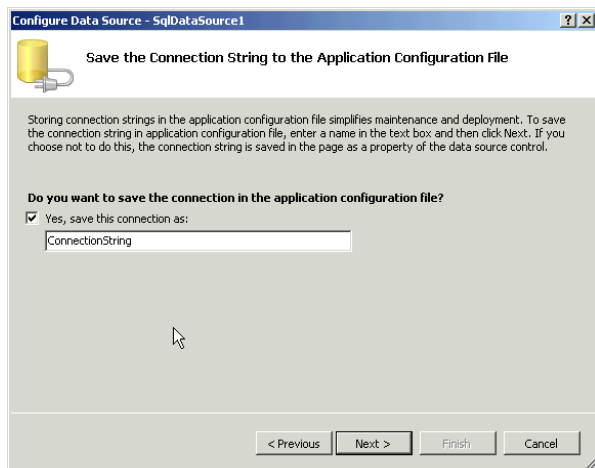 Configure Data Source - SqlDataSource1
Save the Connection String to the Application Configuration File
Storing connection strings in the application configuration file simplifies maintenance and deployment. To save
the connection string in application configuration file, enter a name in the text box and then click Next. If you
choose not to do this, the connection string is saved in the page as a property of the data source control.
Do you want to save the connection in the application configuration file?
Yes, save this connection as:
ConnectionString
< Previous
Next >
Finish
Cancel